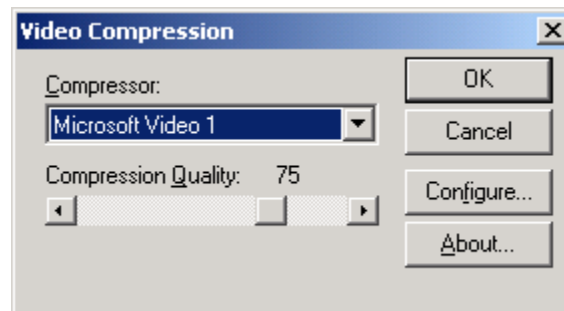 Video Compression
Compressor:
Microsoft Video 1
Compression Quality: 75
OK
Cancel
Configure...
About...